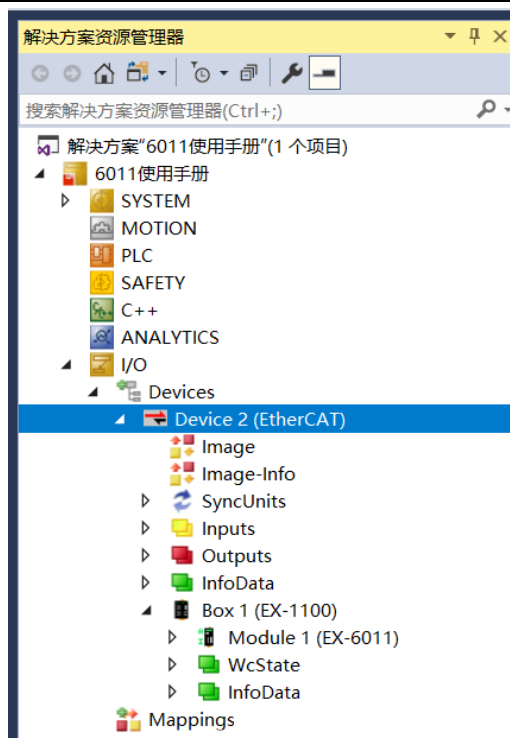 解决方案资源管理器
搜索解决方案资源管理器(Ctrl+;)
解决方案"6011使用手册"(1 个项目)
6011使用手册
SYSTEM
MOTION
PLC
SAFETY
C++
ANALYTICS
I/O
Devices
Device 2 (EtherCAT)
Image
Image-Info
SyncUnits
Inputs
Outputs
InfoData
Box 1 (EX-1100)
Module 1 (EX-6011)
WcState
InfoData
Mappings